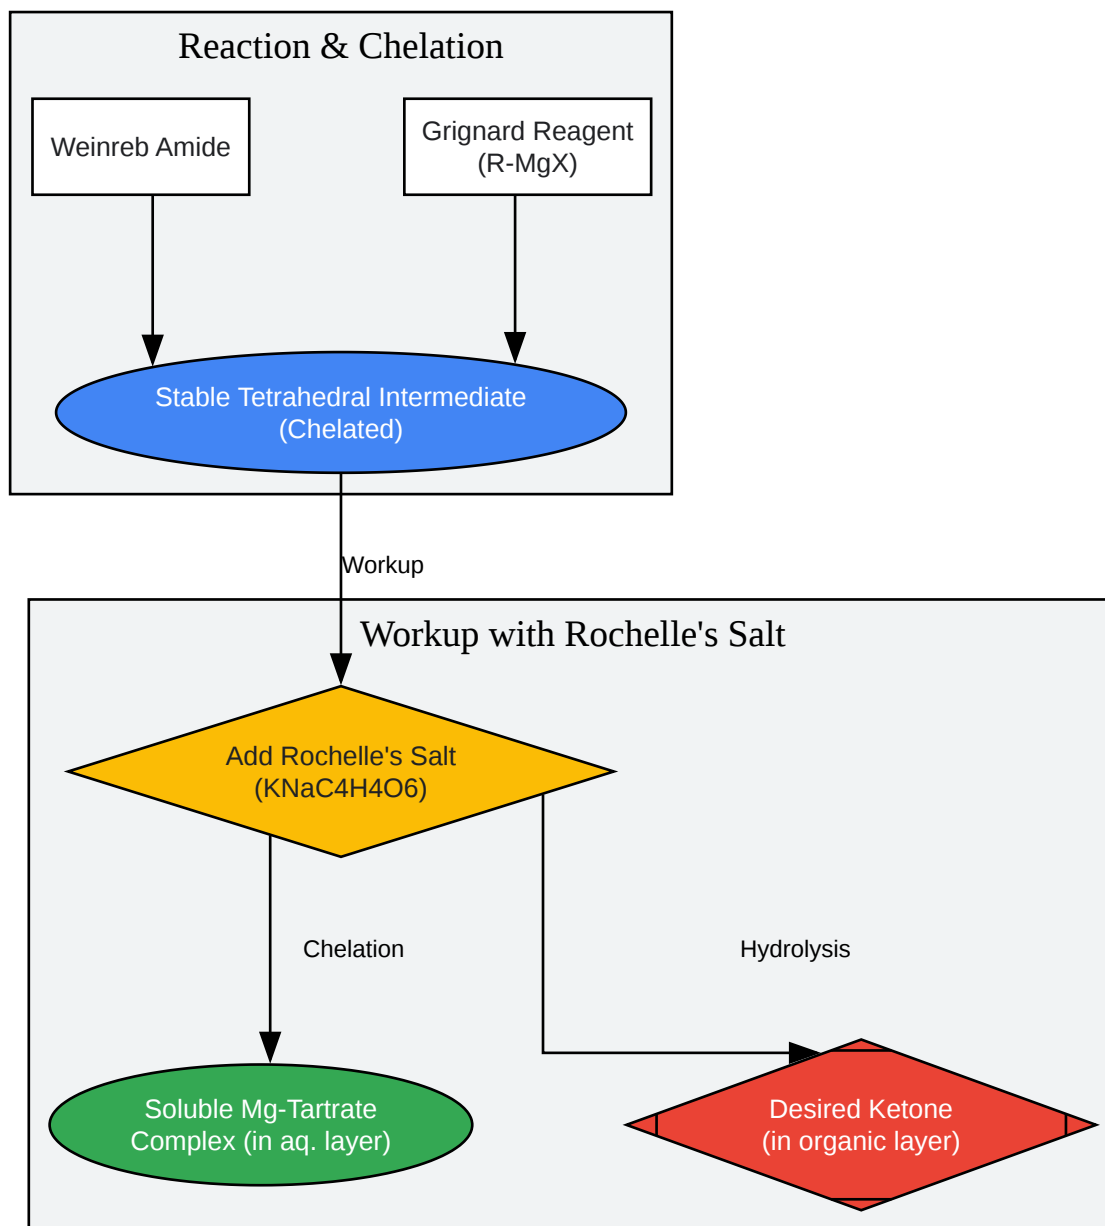 Reaction & Chelation
Weinreb Amide
Grignard Reagent
(R-MgX)
Stable Tetrahedral Intermediate
(Chelated)
Workup
Workup with Rochelle's Salt
Add Rochelle's Salt
(KNaC4H4O6)
Chelation
Hydrolysis
Soluble Mg-Tartrate
Complex (in aq. layer)
Desired Ketone
(in organic layer)